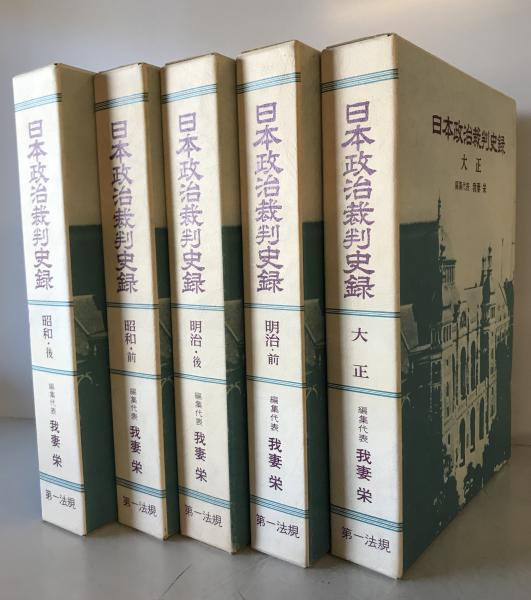 日本政治裁判史録
昭和・後
編集代表 我妻 栄
第一法規
日本政治裁判史録
昭和・前
編集代表 我妻 栄
第一法規
日本政治裁判史録
明治・後
編集代表 我妻 栄
第一法規
日本政治裁判史録
明治・前
編集代表 我妻 栄
第一法規
日本政治裁判史録
大正
編集代表 我妻 栄
第一法規
日本政治裁判史録
大正
編集代表 我妻 栄